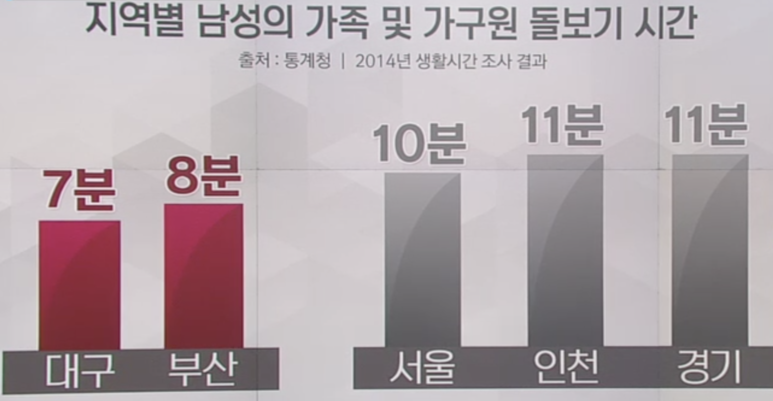 지역별 남성의 가족 및 가구원 돌보기 시간
출처 : 통계청 | 2014년 생활시간 조사 결과
7분 8분 10분 11분 11분
대구 부산 서울 인천 경기